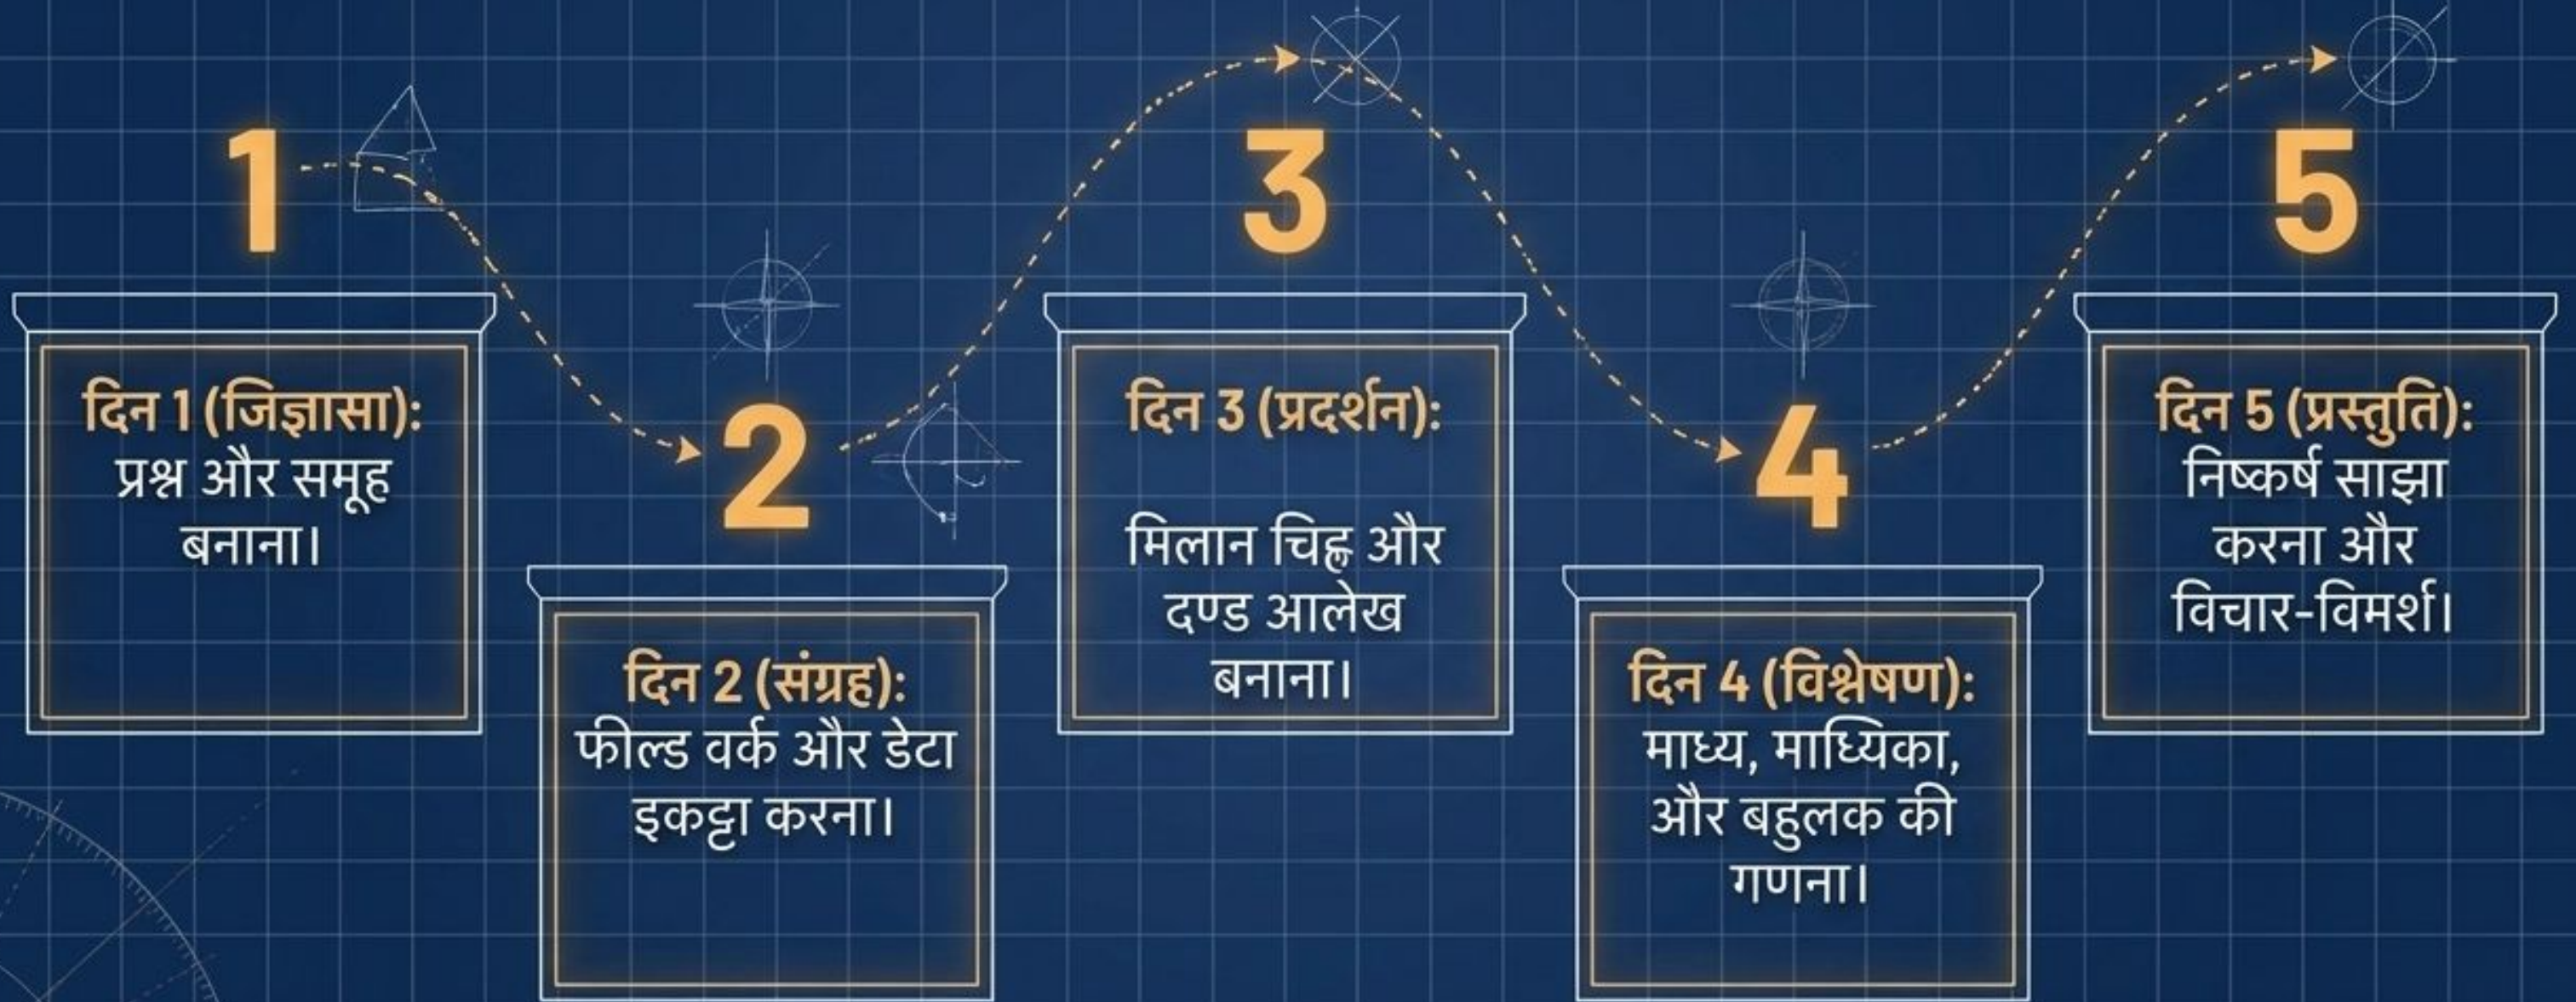 1
दिन 1 (जिज्ञासा):
प्रश्न और समूह
बनाना।
2
दिन 2 (संग्रह):
फील्ड वर्क और डेटा
इकट्टा करना।
3
दिन 3 (प्रदर्शन):
मिलान चिह्न और
दण्ड आलेख
बनाना।
4
दिन 4 (विश्लेषण):
माध्य, माध्यिका,
और बहुलक की
गणना।
5
दिन 5 (प्रस्तुति):
निष्कर्ष साझा
करना और
विचार-विमर्श।